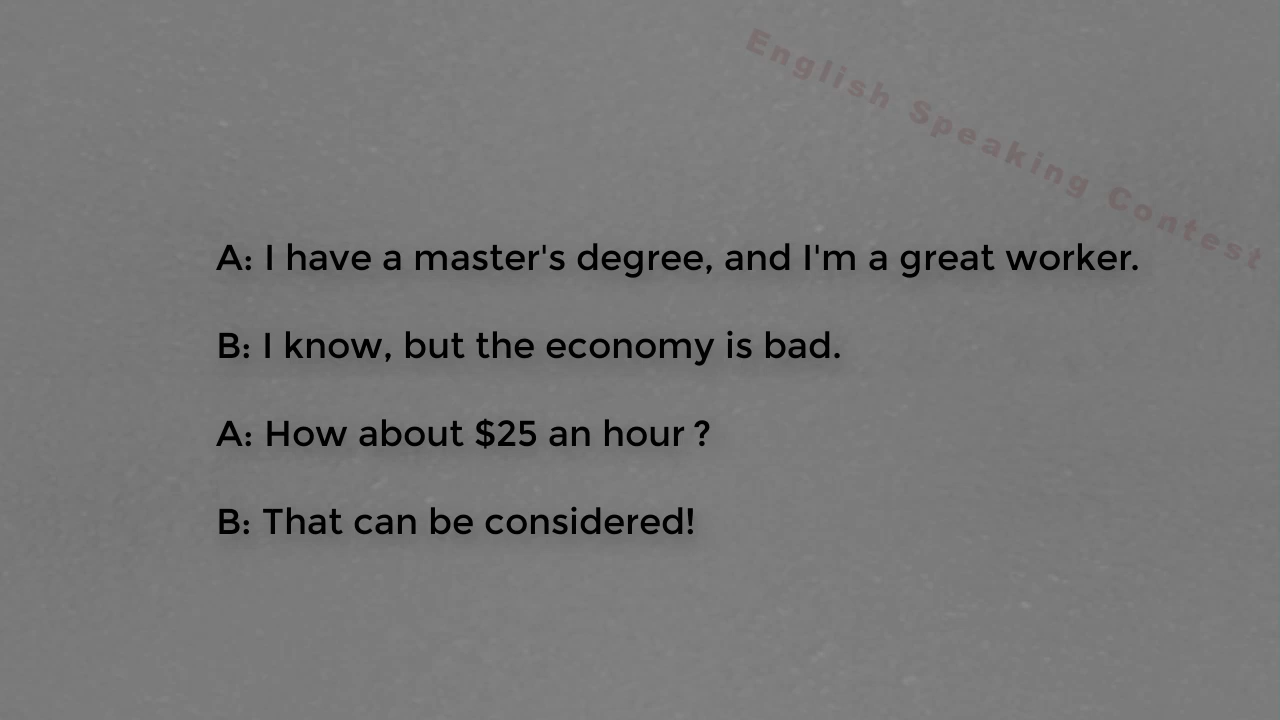 English Speaking Contest
A: I have a master's degree, and I'm a great worker.
B: I know, but the economy is bad.
A: How about $25 an hour ?
B: That can be considered!